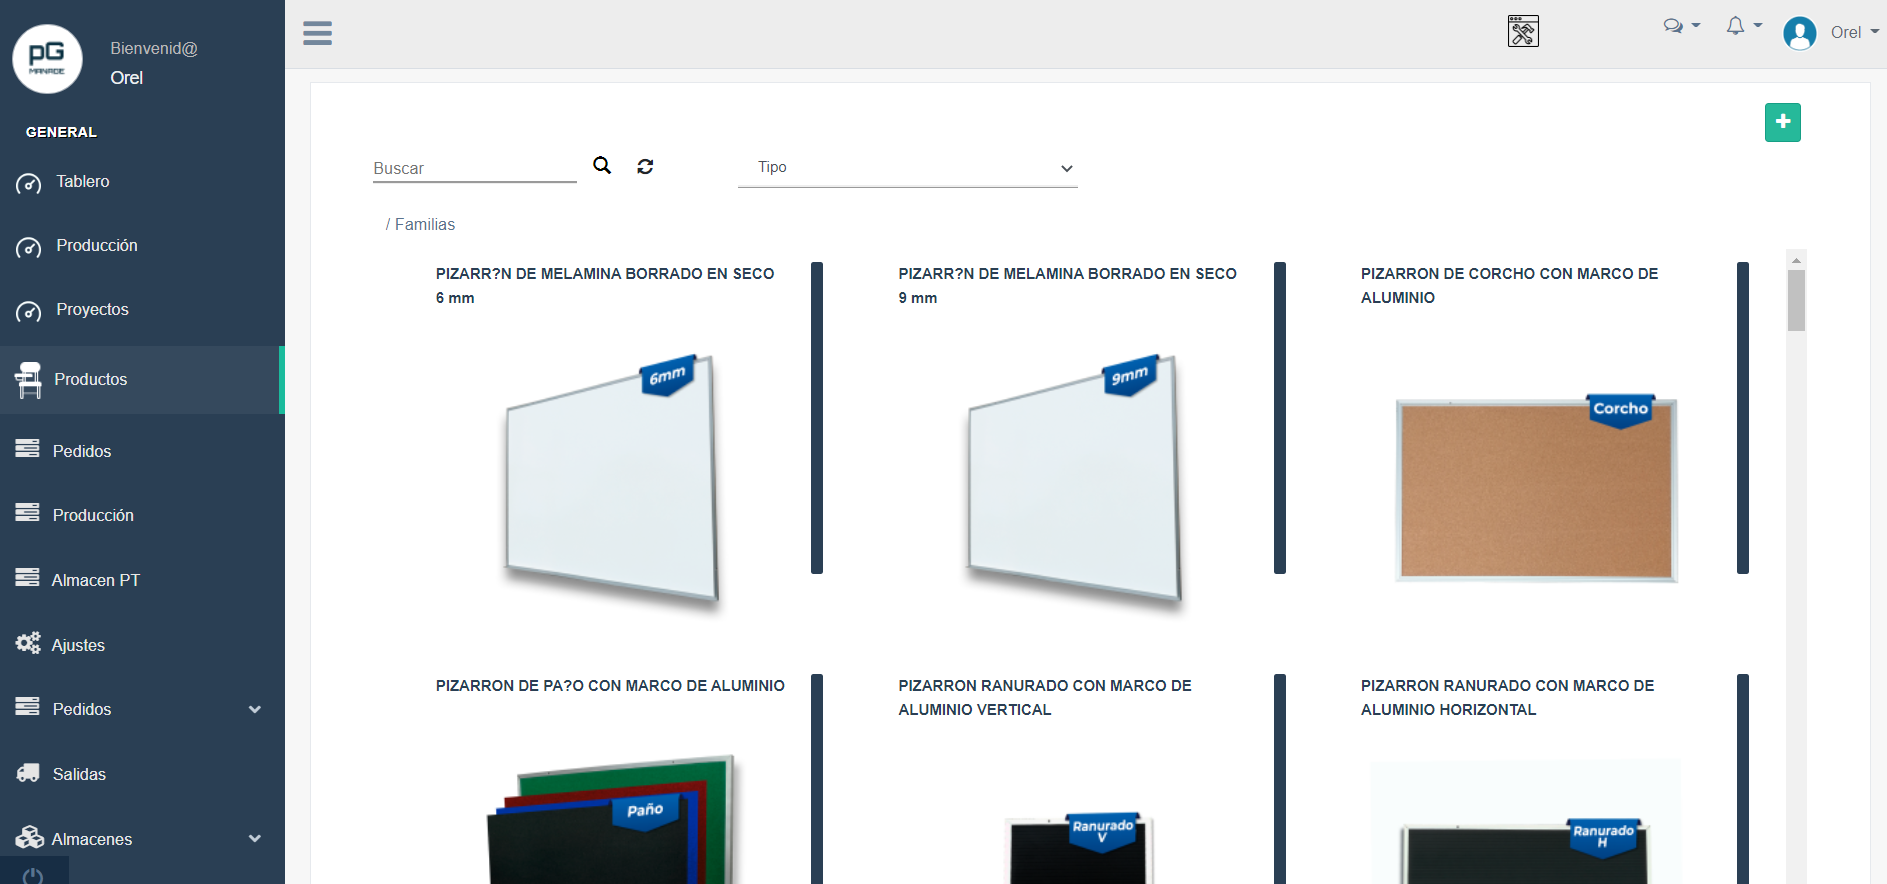 pG
MANAGE
Bienvenid@
Orel
GENERAL
Tablero
Producción
Proyectos
Productos
Pedidos
Producción
Almacen PT
Ajustes
Pedidos
Salidas
Almacenes
Orel
Buscar
Tipo
/ Familias
PIZARR?N DE MELAMINA BORRADO EN SECO
6 mm
6mm
PIZARR?N DE MELAMINA BORRADO EN SECO
9 mm
9mm
PIZARRON DE CORCHO CON MARCO DE
ALUMINIO
Corcho
PIZARRON DE PA?O CON MARCO DE ALUMINIO
Paño
PIZARRON RANURADO CON MARCO DE
ALUMINIO VERTICAL
Ranurado
V
PIZARRON RANURADO CON MARCO DE
ALUMINIO HORIZONTAL
Ranurado
H